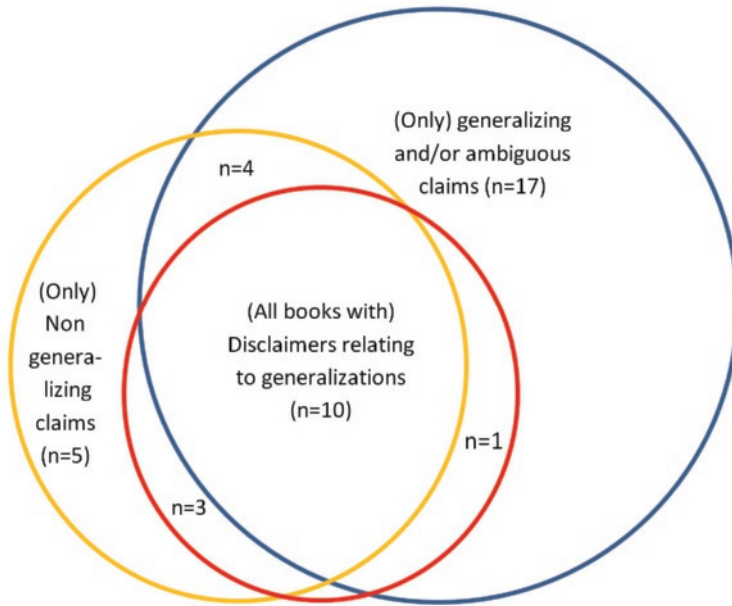 (Only) generalizing
and/or ambiguous
claims (n=17)
n=4
(Only)
Non
genera-
lizing
claims
(n=5)
(All books with)
Disclaimers relating
to generalizations
(n=10)
n=1
n=3